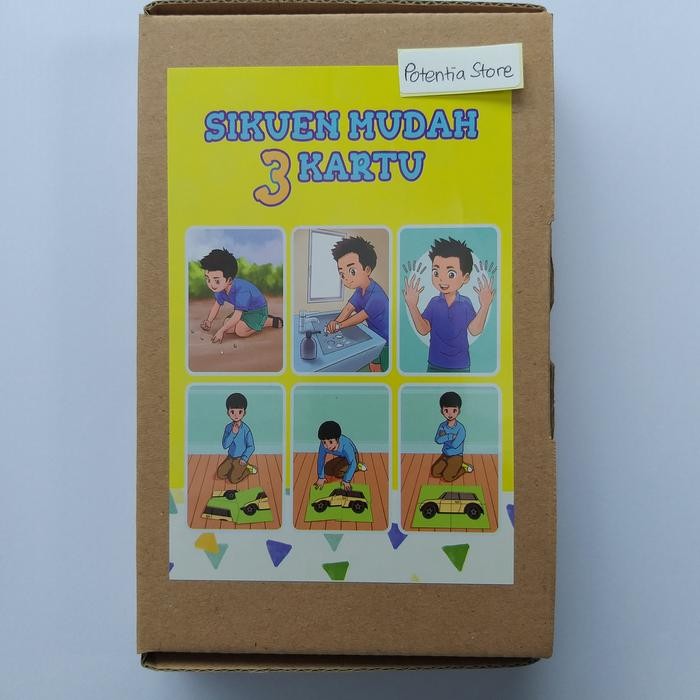 Potentia Store
SIKUEN MUDAH
3 KARTU